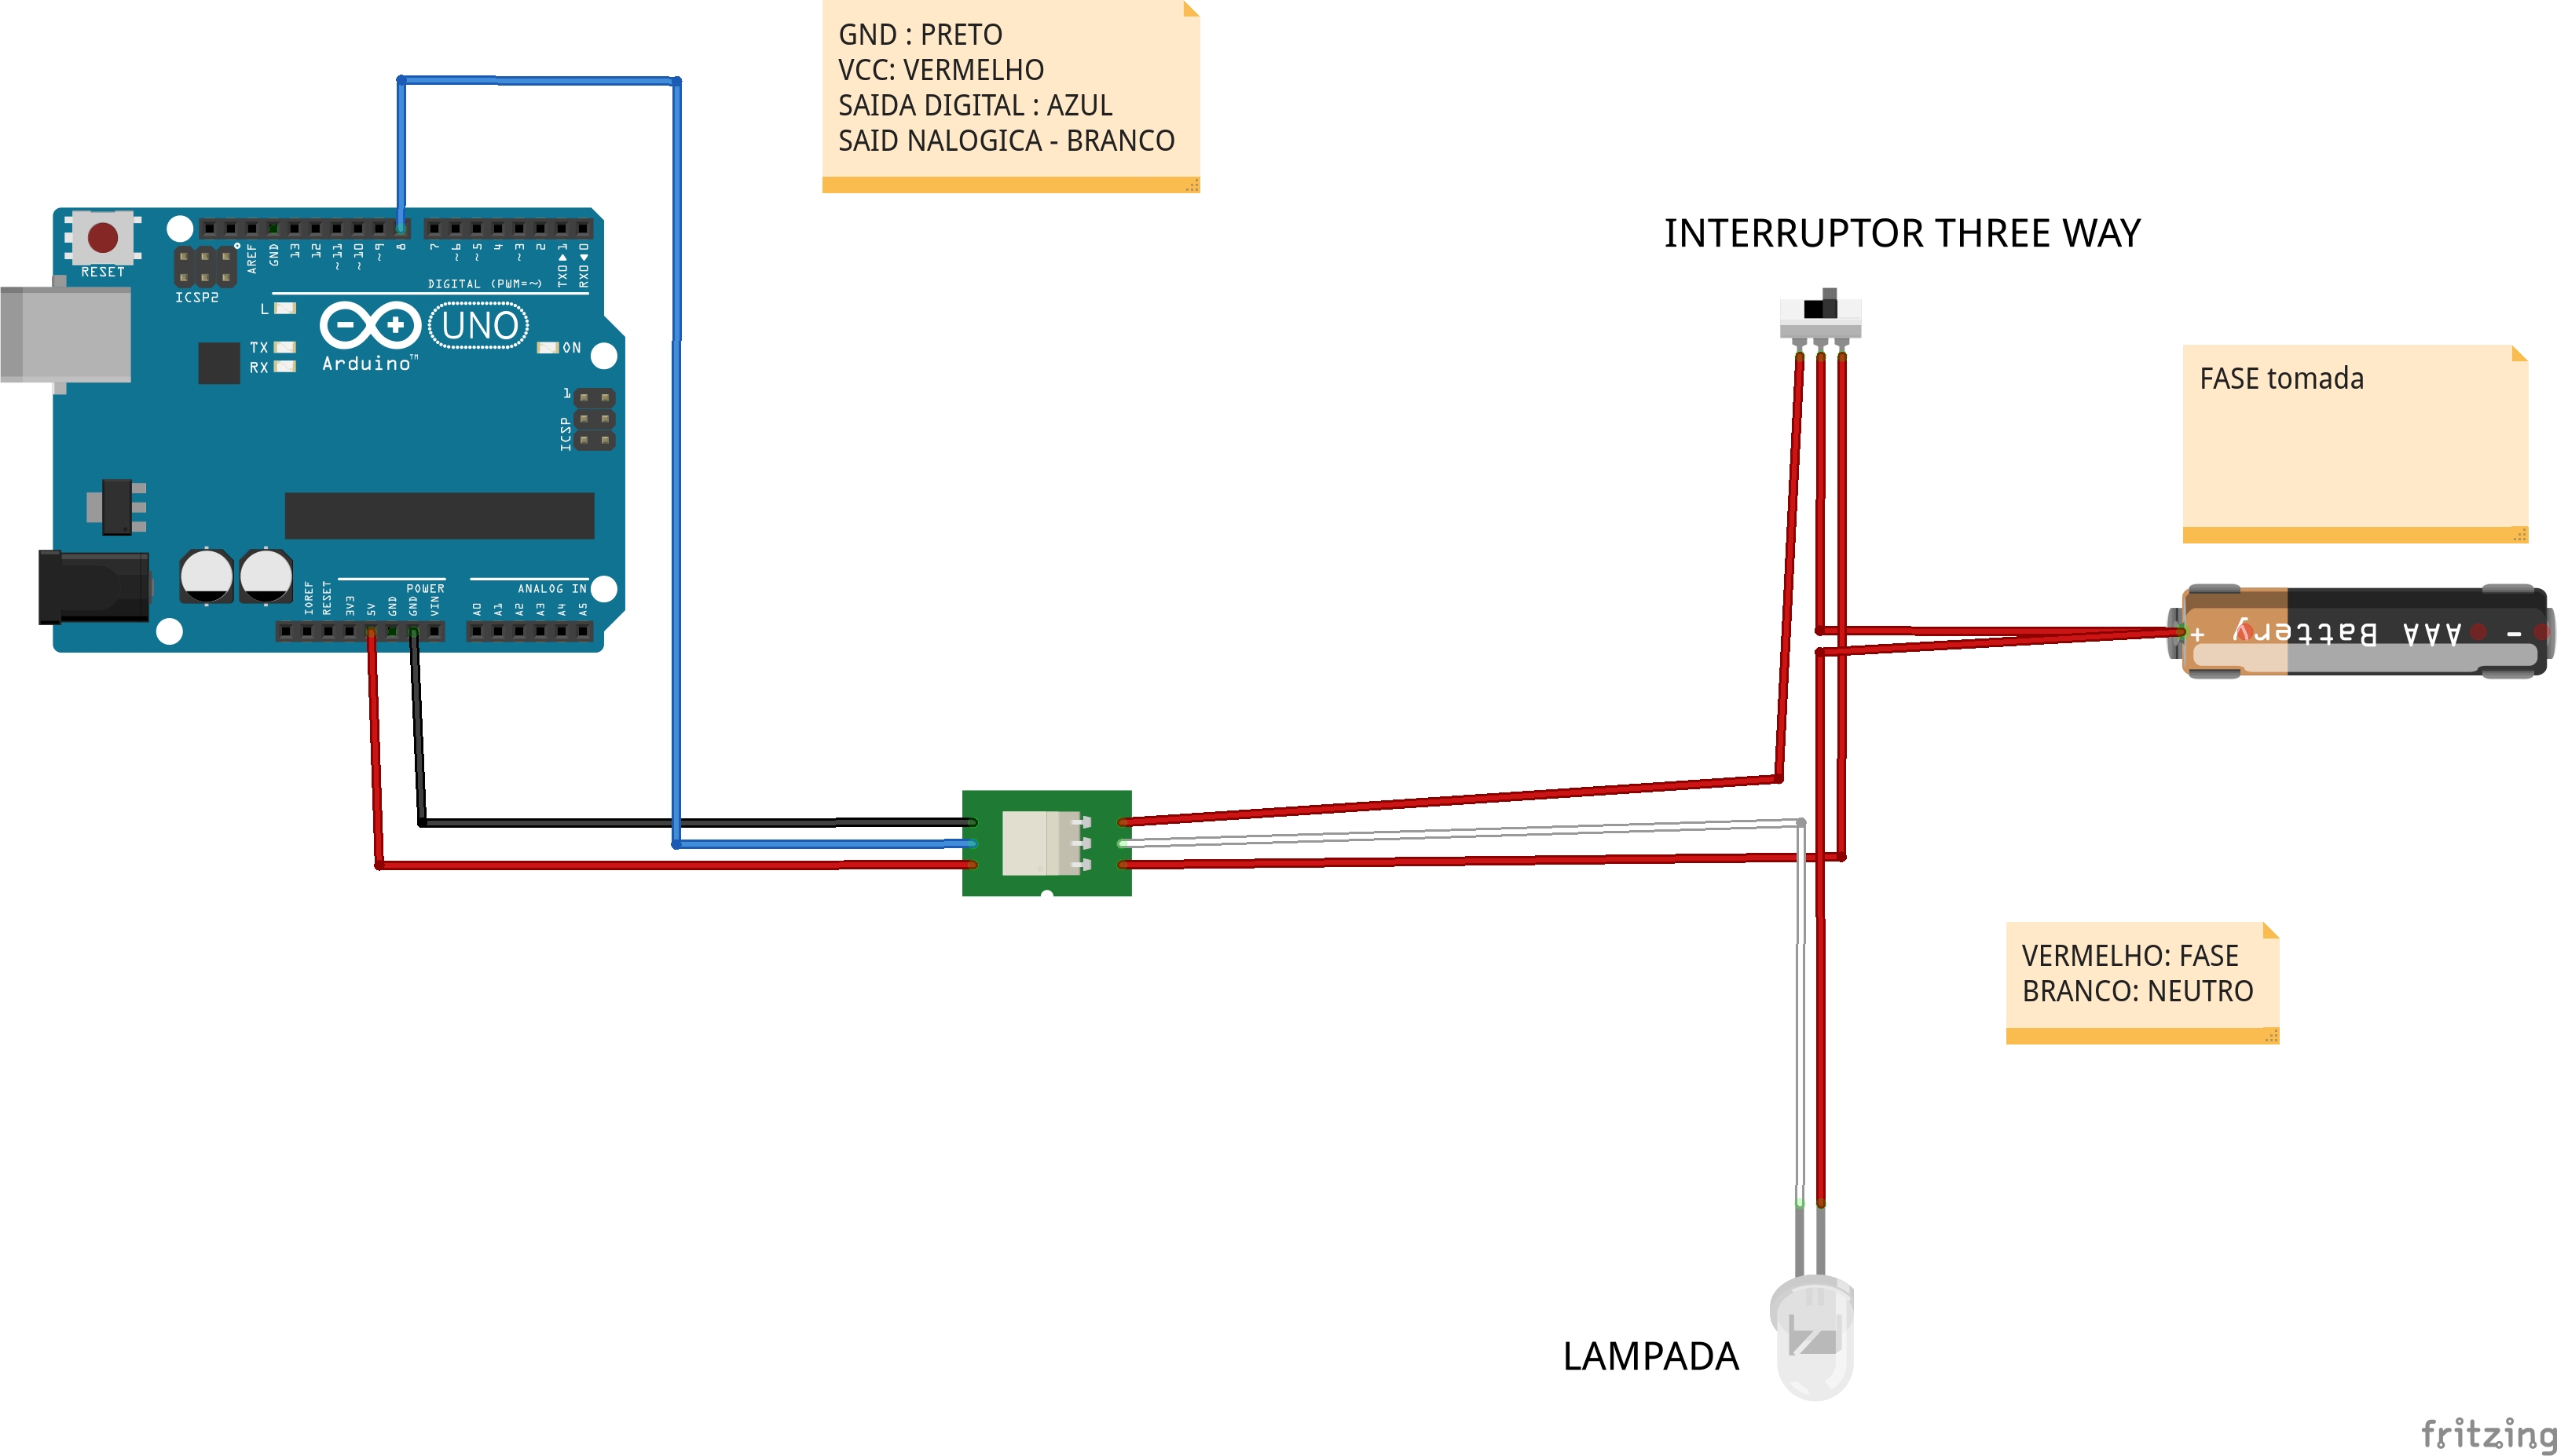 GND : PRETO
VCC: VERMELHO
SAIDA DIGITAL : AZUL
SAID NALOGICA - BRANCO
INTERRUPTOR THREE WAY
FASE tomada
RESET
ICSP2
AREF
GND
13
12
~11
~10
~9
8
7
~6
~5
4
~3
2
TX0▶1
RX0◀0
DIGITAL (PWM=~)
L
TX
RX
UNO
Arduino™
ON
1
ICSP
POWER
ANALOG IN
IOREF
RESET
3V3
5V
GND
GND
VIN
A0
A1
A2
A3
A4
A5
+ AAA Battery -
VERMELHO: FASE
BRANCO: NEUTRO
LAMPADA
fritzing